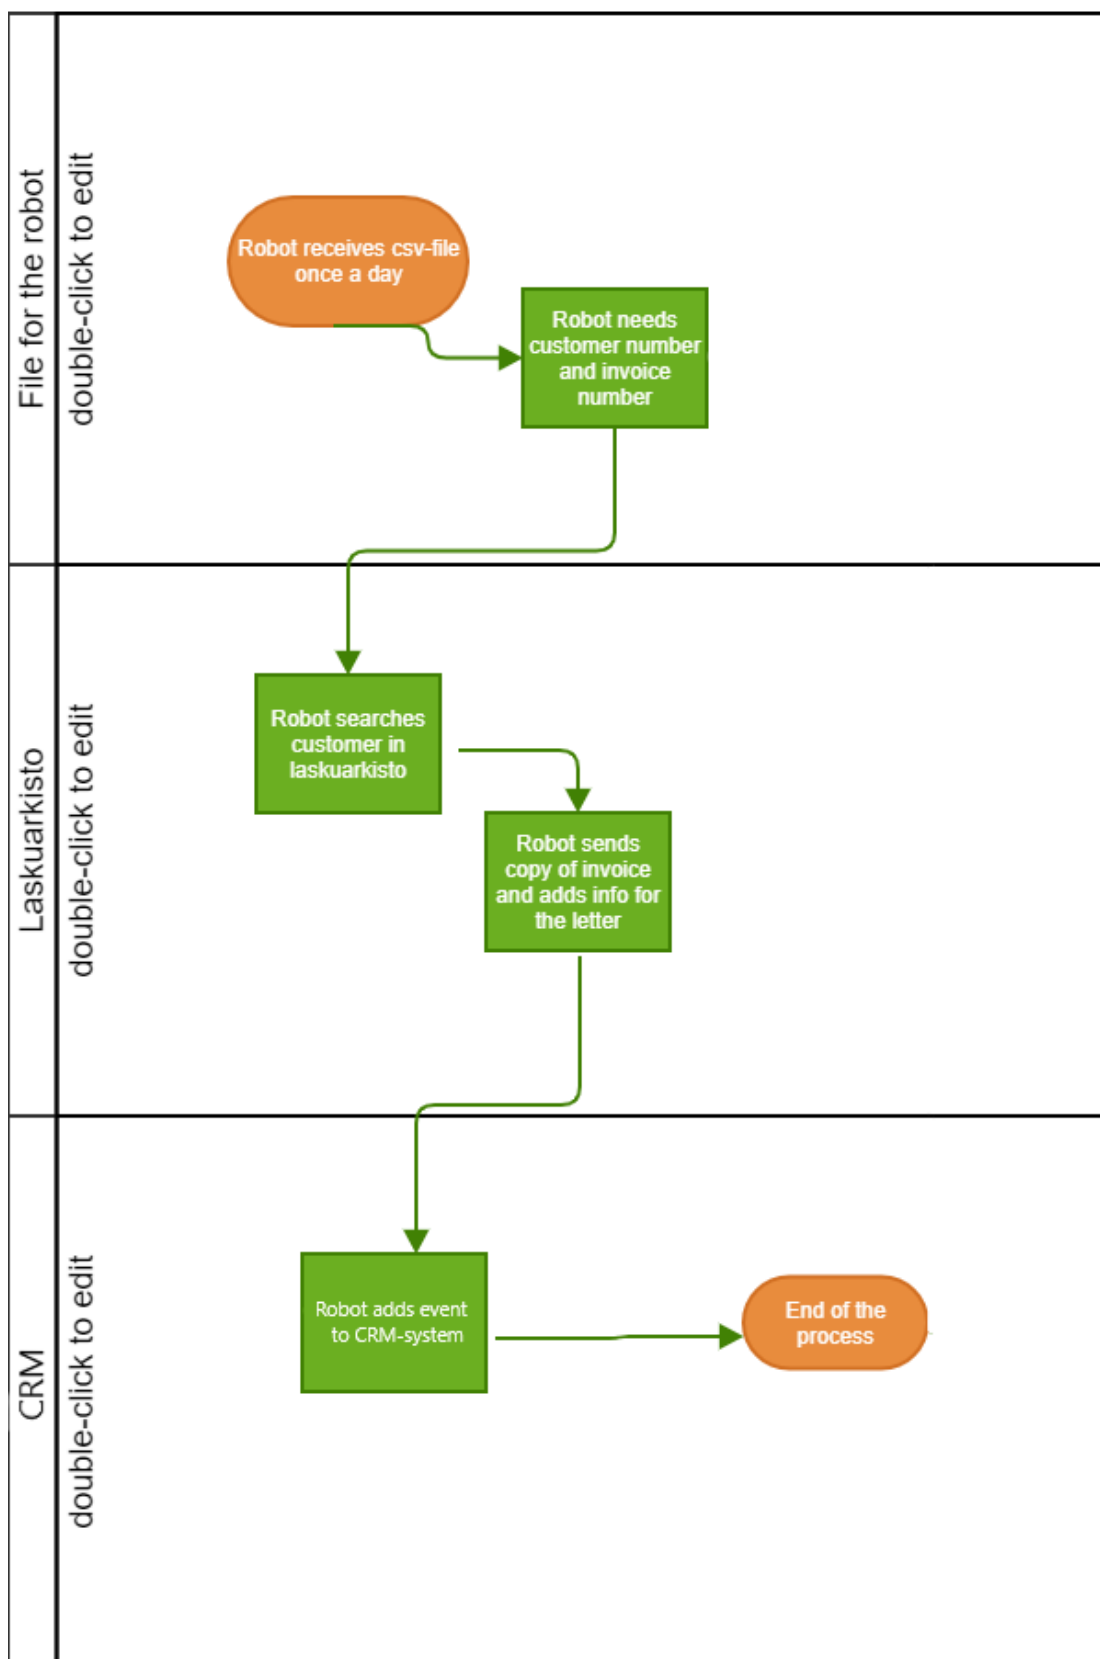 File for the robot
double-click to edit
Robot receives csv-file
once a day
Robot needs
customer number
and invoice
number
Laskuarkisto
double-click to edit
Robot searches
customer in
laskuarkisto
Robot sends
copy of invoice
and adds info for
the letter
CRM
double-click to edit
Robot adds event
to CRM-system
End of the
process